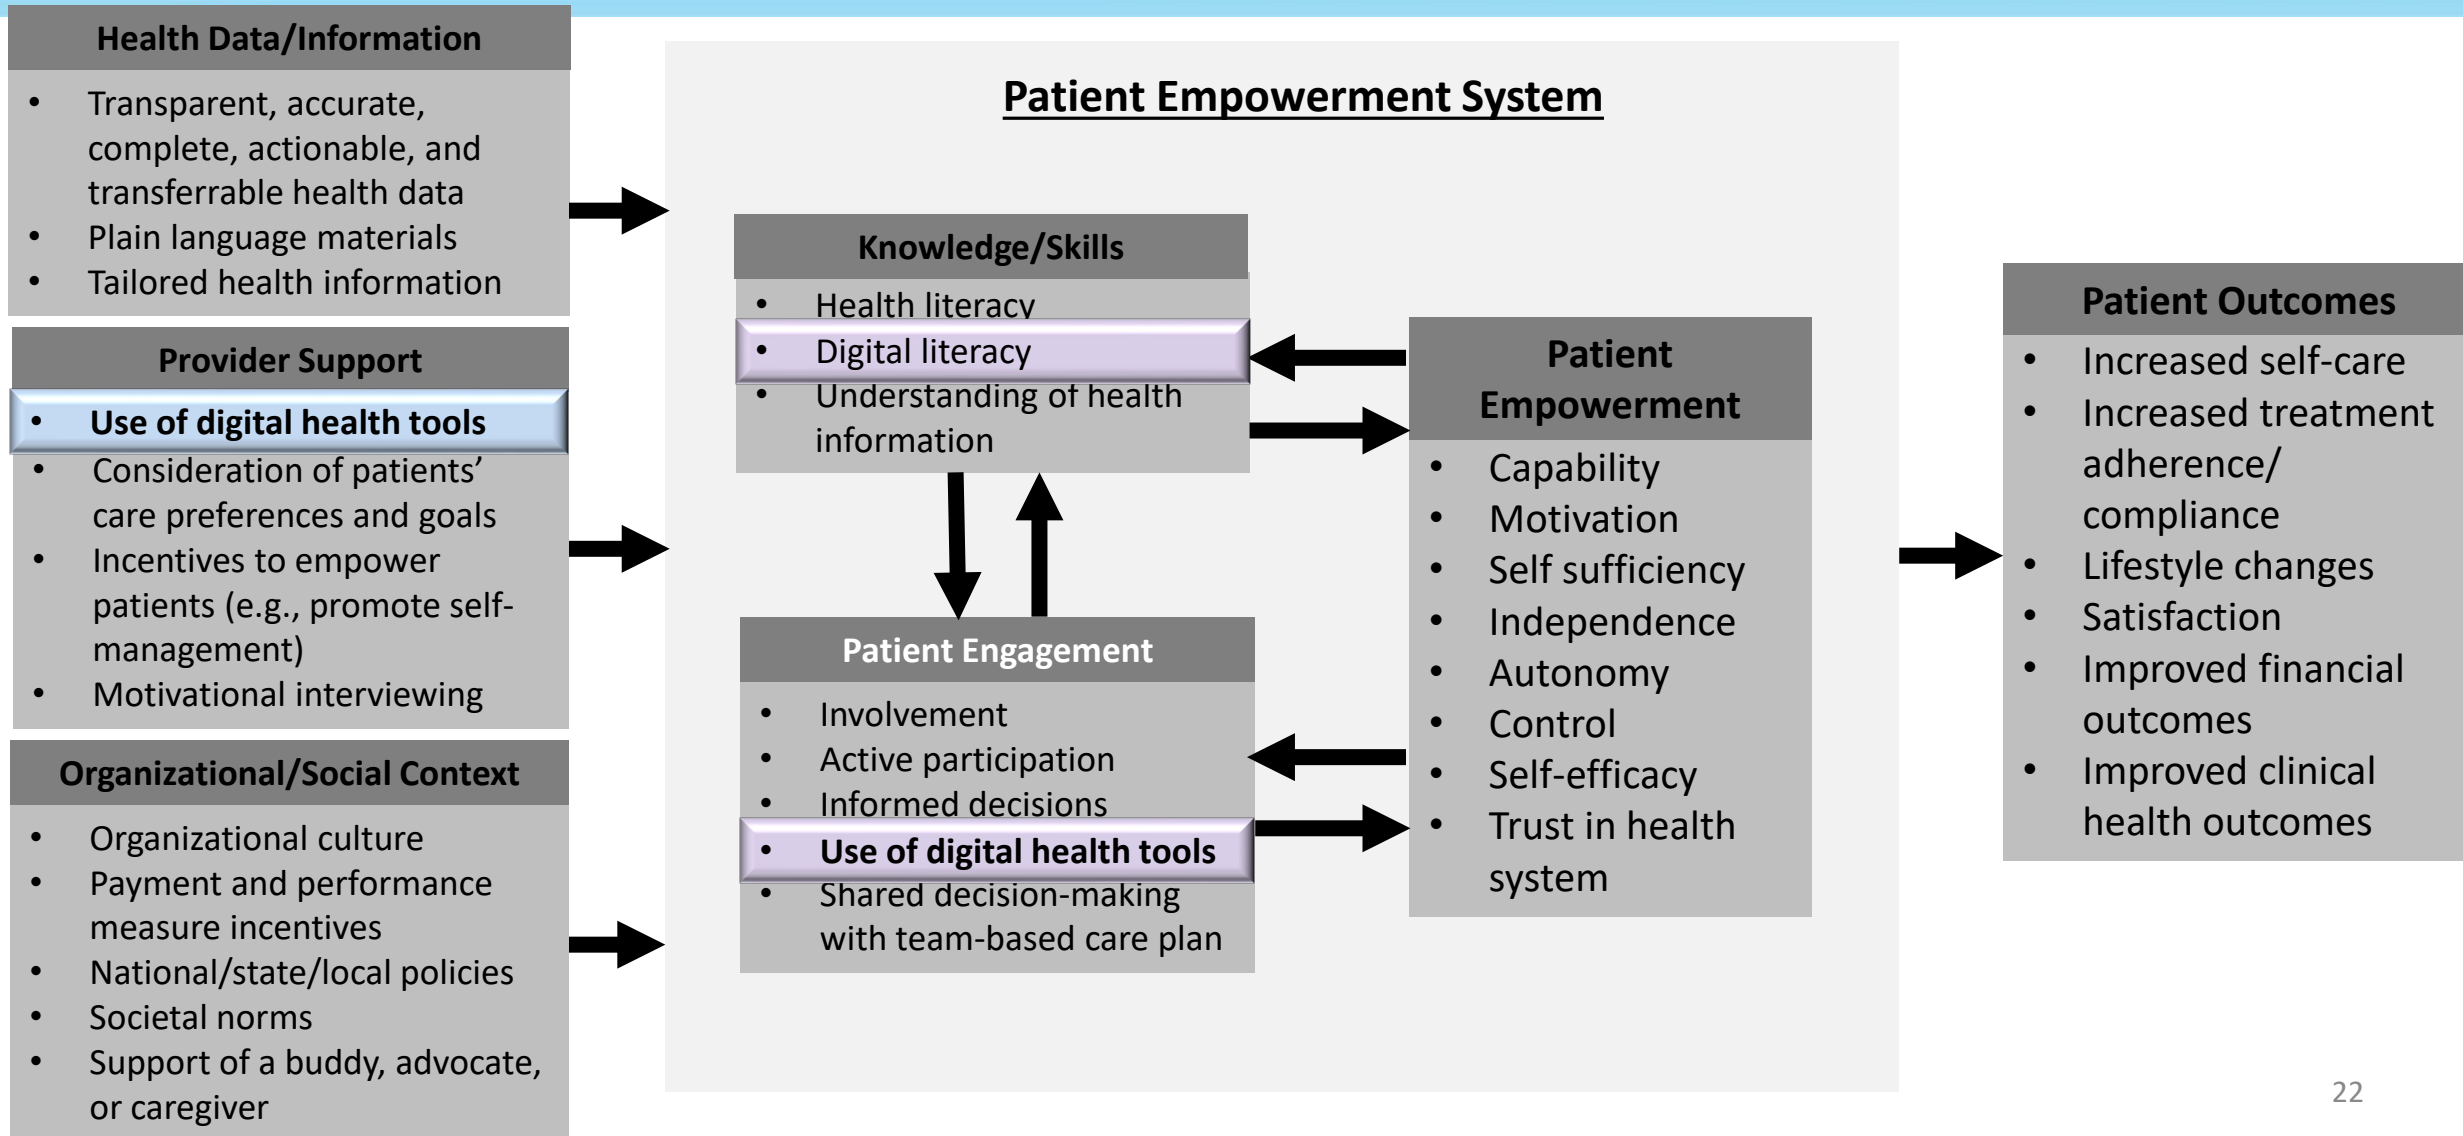 Health Data/Information
• Transparent, accurate,
complete, actionable, and
transferrable health data
• Plain language materials
• Tailored health information
Provider Support
• Use of digital health tools
• Consideration of patients’
care preferences and goals
• Incentives to empower
patients (e.g., promote self-
management)
• Motivational interviewing
Organizational/Social Context
• Organizational culture
• Payment and performance
measure incentives
• National/state/local policies
• Societal norms
• Support of a buddy, advocate,
or caregiver
Patient Empowerment System
Knowledge/Skills
• Health literacy
• Digital literacy
• Understanding of health
information
Patient Engagement
• Involvement
• Active participation
• Informed decisions
• Use of digital health tools
• Shared decision-making
with team-based care plan
Patient
Empowerment
• Capability
• Motivation
• Self sufficiency
• Independence
• Autonomy
• Control
• Self-efficacy
• Trust in health
system
Patient Outcomes
• Increased self-care
• Increased treatment
adherence/
compliance
• Lifestyle changes
• Satisfaction
• Improved financial
outcomes
• Improved clinical
health outcomes
22